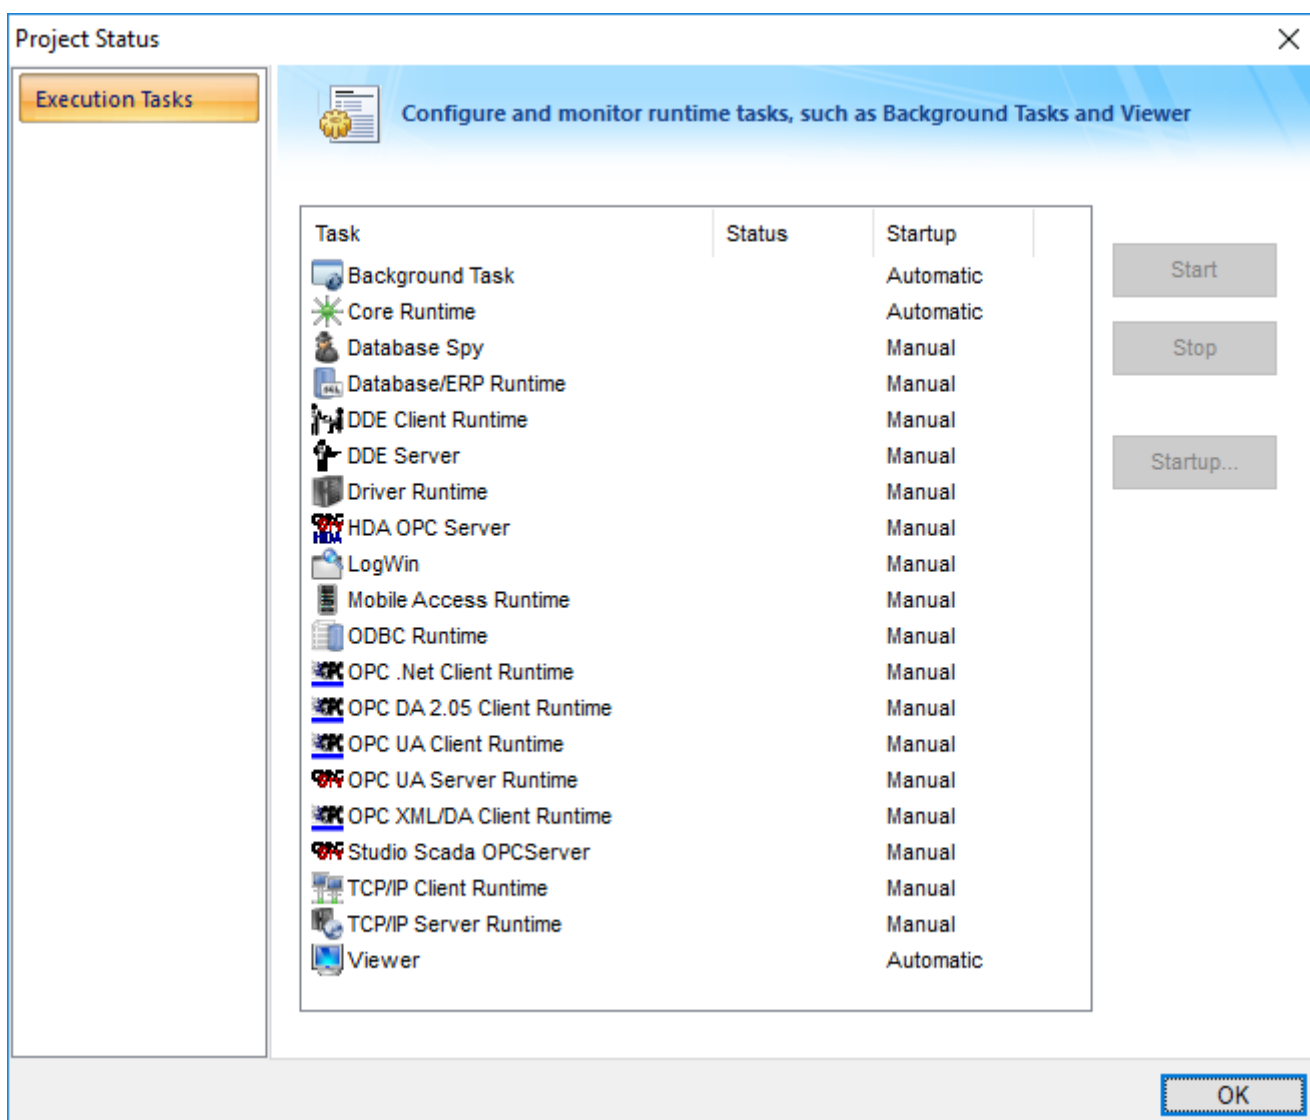 Project Status
Execution Tasks
Configure and monitor runtime tasks, such as Background Tasks and Viewer
Task Status Startup
Background Task Automatic
Core Runtime Automatic
Database Spy Manual
Database/ERP Runtime Manual
DDE Client Runtime Manual
DDE Server Manual
Driver Runtime Manual
HDA OPC Server Manual
LogWin Manual
Mobile Access Runtime Manual
ODBC Runtime Manual
OPC .Net Client Runtime Manual
OPC DA 2.05 Client Runtime Manual
OPC UA Client Runtime Manual
OPC UA Server Runtime Manual
OPC XML/DA Client Runtime Manual
Studio Scada OPCServer Manual
TCP/IP Client Runtime Manual
TCP/IP Server Runtime Manual
Viewer Automatic
Start
Stop
Startup...
OK